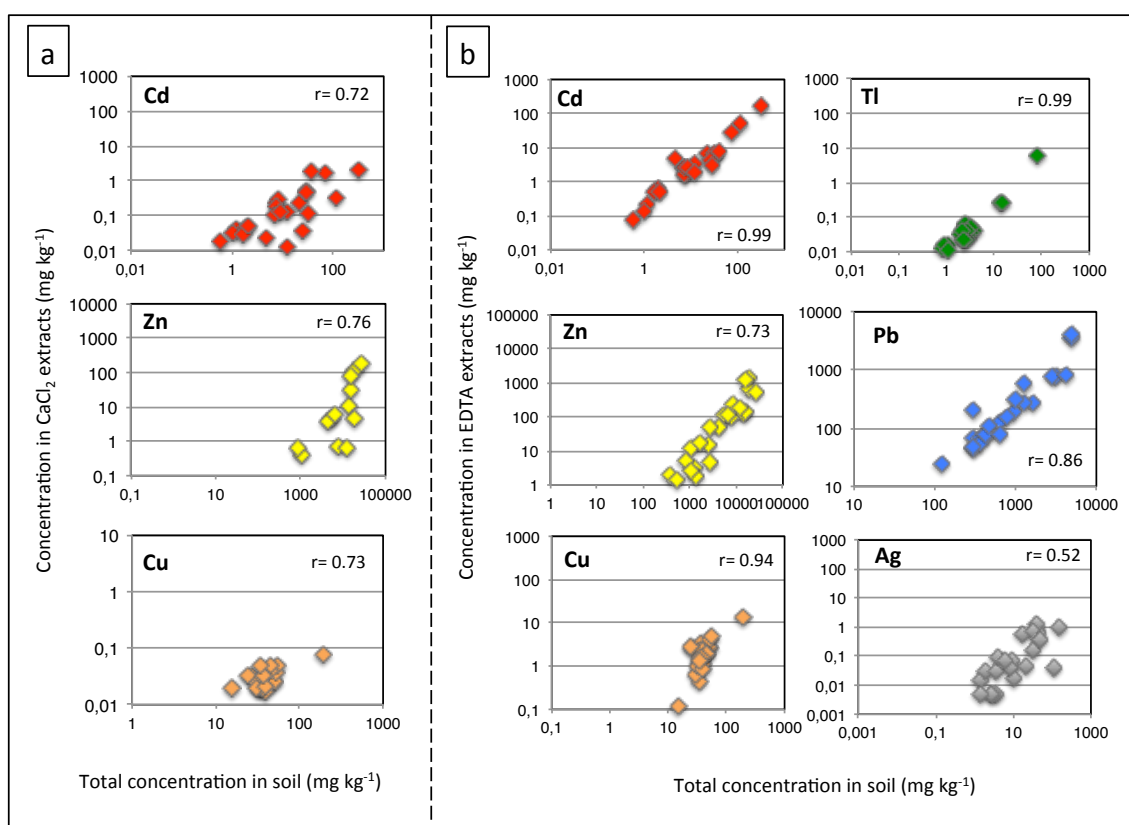 a
Concentration in CaCl2 extracts (mg kg-1)
1000
100
10
1
0,1
0,01
Cd
r= 0.72
0,01 1 100
10000
1000
100
10
1
0,1
Zn
r= 0.76
0,1 10 1000 100000
10
1
0,1
0,01
Cu
r= 0.73
1 10 100 1000
Total concentration in soil (mg kg-1)
b
Concentration in EDTA extracts (mg kg-1)
1000
100
10
1
0,1
0,01
Cd
r= 0.99
0,01 1 100
1000
100
10
1
0,1
0,01
Tl
r= 0.99
0,01 0,1 1 10 100 1000
100000
10000
1000
100
10
1
Zn
r= 0.73
1 10 100 1000 10000 100000
10000
1000
100
10
Pb
r= 0.86
10 100 1000 10000
1000
100
10
1
0,1
Cu
r= 0.94
0,1 1 10 100 1000
1000
100
10
1
0,1
0,01
0,001
Ag
r= 0.52
0,001 0,1 10 1000
Total concentration in soil (mg kg-1)